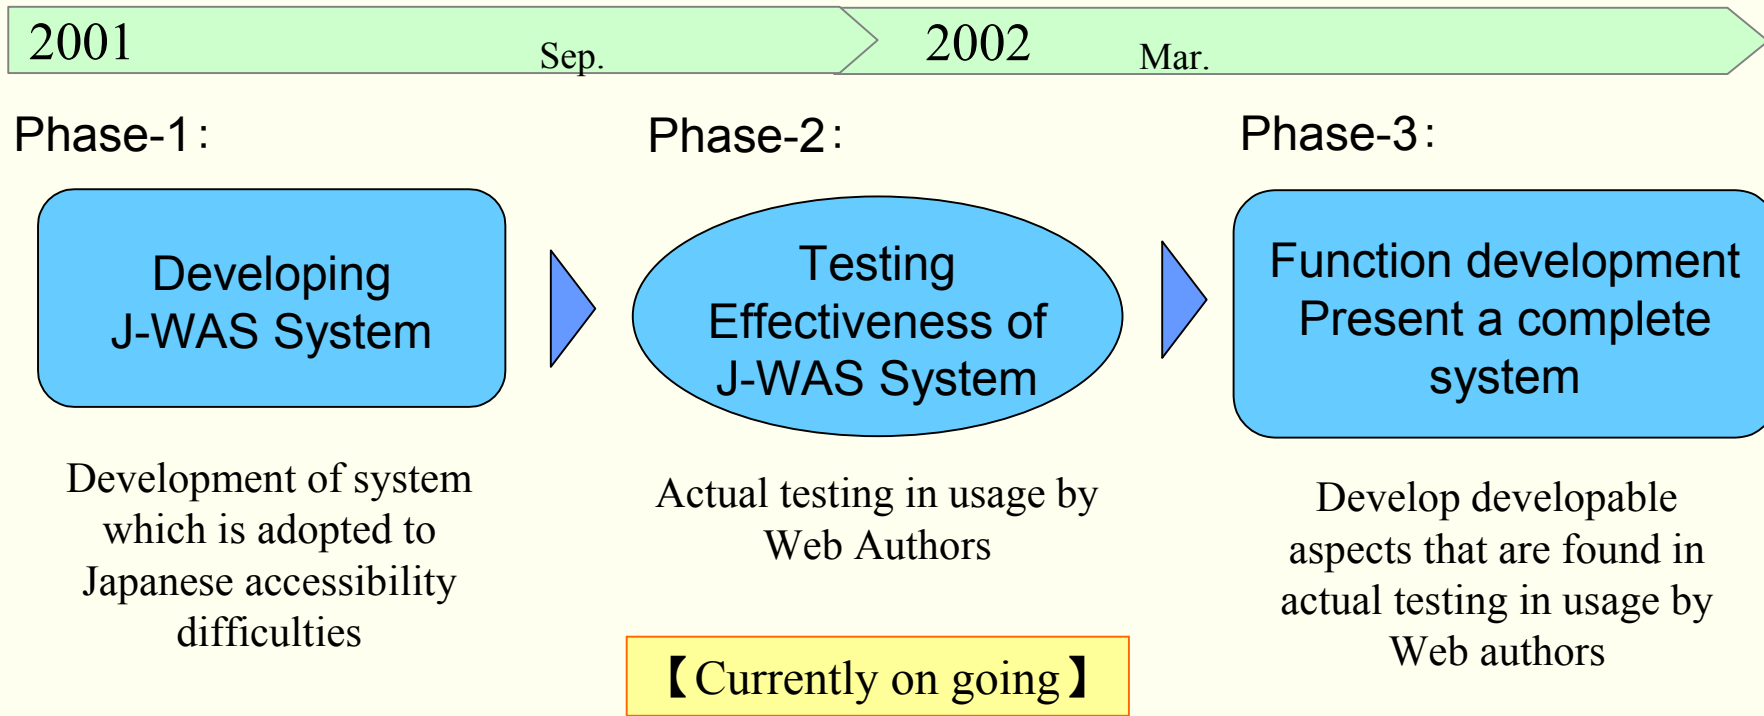 2001
Sep.
2002
Mar.
Phase-1:
Developing
J-WAS System
Development of system
which is adopted to
Japanese accessibility
difficulties
Phase-2:
Testing
Effectiveness of
J-WAS System
Actual testing in usage by
Web Authors
【Currently on going】
Phase-3:
Function development
Present a complete
system
Develop developable
aspects that are found in
actual testing in usage by
Web authors